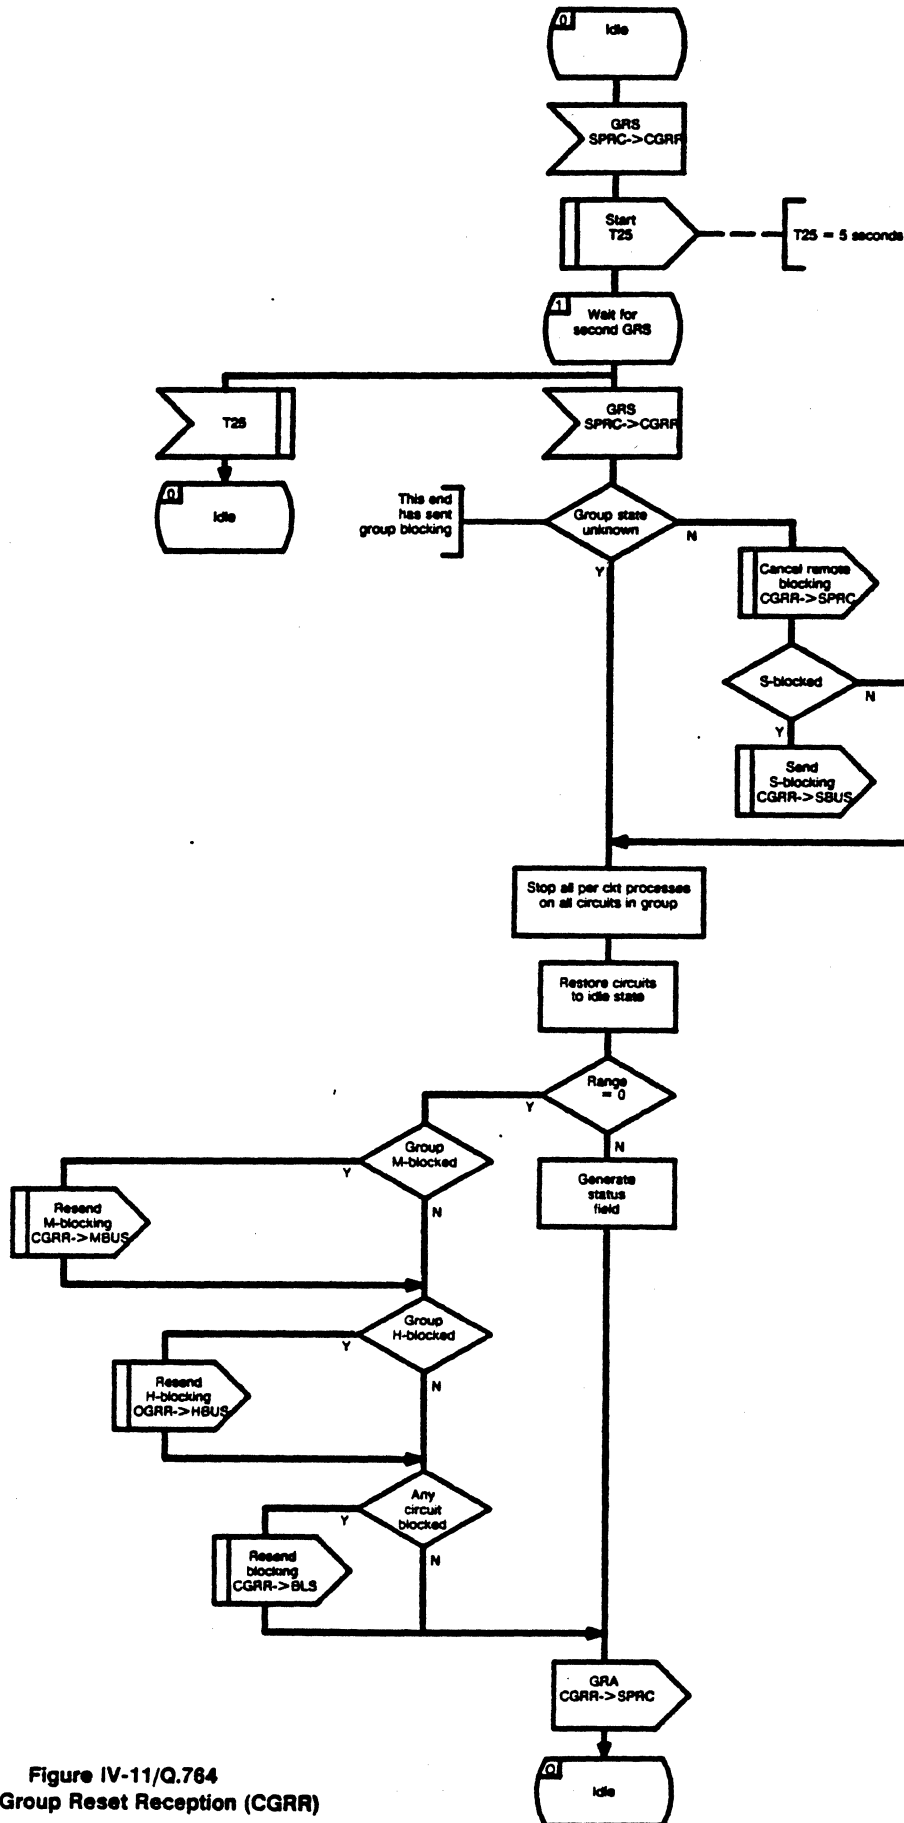 0
Idle
GRS
SPRC->CGRR
Start
T25
T25 = 5 seconds
1
Wait for
second GRS
T25
GRS
SPRC->CGRR
0
Idle
This end
has sent
group blocking
Group state
unknown
N
Y
Cancel remote
blocking
CGRR->SPRC
S-blocked
N
Y
Send
S-blocking
CGRR->SBUS
Stop all per ckt processes
on all circuits in group
Restore circuits
to idle state
Range
= 0
Y
N
Group
M-blocked
Y
N
Generate
status
field
Resend
M-blocking
CGRR->MBUS
Group
H-blocked
Y
N
Resend
H-blocking
OGRR->HBUS
Any
circuit
blocked
Y
N
Resend
blocking
CGRR->BLS
GRA
CGRR->SPRC
0
Idle
Figure IV-11/Q.764
Group Reset Reception (CGRR)